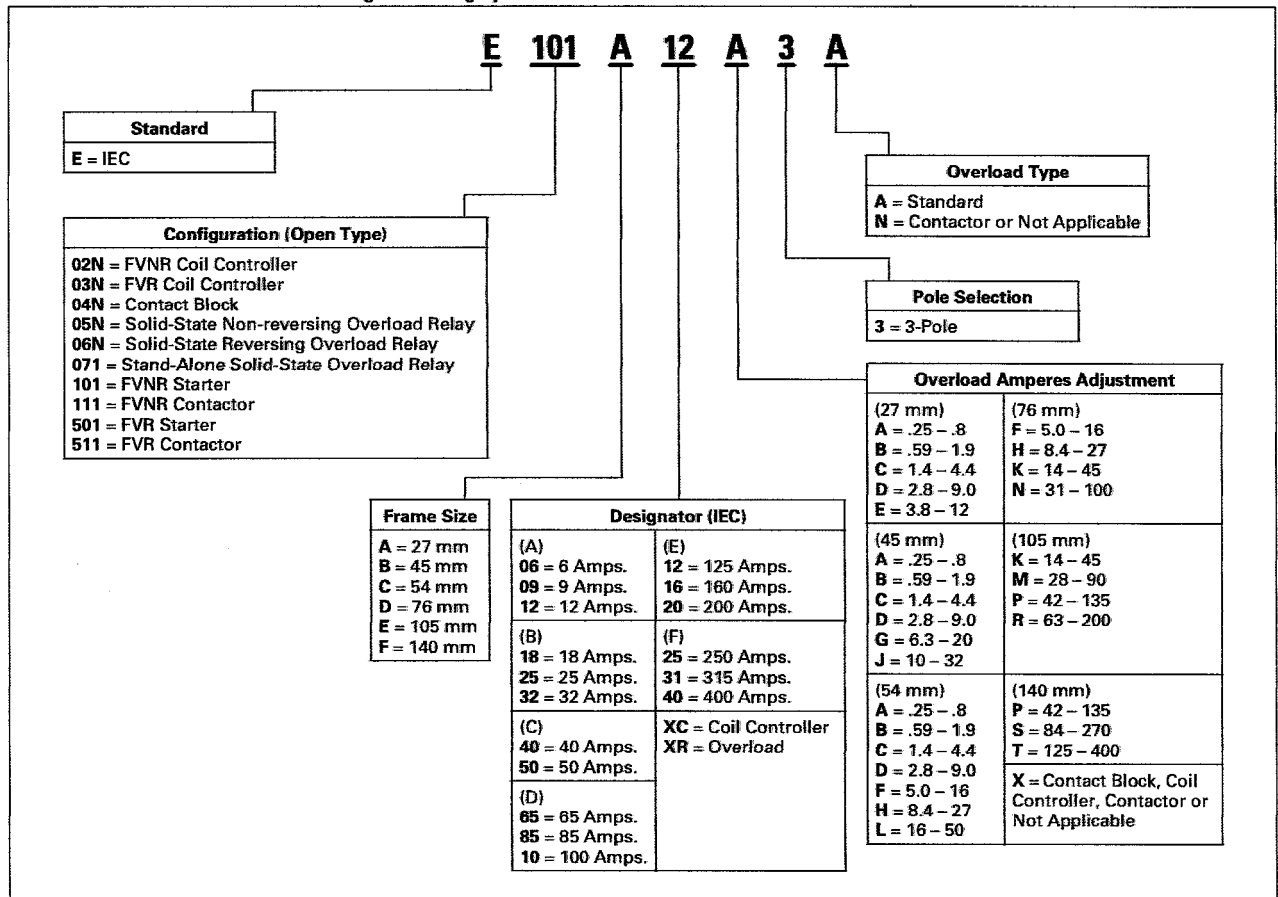 E 101 A 12 A 3 A
Standard
E = IEC
Configuration (Open Type)
02N = FVNR Coil Controller
03N = FVR Coil Controller
04N = Contact Block
05N = Solid-State Non-reversing Overload Relay
06N = Solid-State Reversing Overload Relay
071 = Stand-Alone Solid-State Overload Relay
101 = FVNR Starter
111 = FVNR Contactor
501 = FVR Starter
511 = FVR Contactor
Frame Size
A = 27 mm
B = 45 mm
C = 54 mm
D = 76 mm
E = 105 mm
F = 140 mm
Designator (IEC)
(A)
06 = 6 Amps.
09 = 9 Amps.
12 = 12 Amps.
(B)
18 = 18 Amps.
25 = 25 Amps.
32 = 32 Amps.
(C)
40 = 40 Amps.
50 = 50 Amps.
(D)
65 = 65 Amps.
85 = 85 Amps.
10 = 100 Amps.
(E)
12 = 125 Amps.
16 = 160 Amps.
20 = 200 Amps.
(F)
25 = 250 Amps.
31 = 315 Amps.
40 = 400 Amps.
XC = Coil Controller
XR = Overload
Overload Type
A = Standard
N = Contactor or Not Applicable
Pole Selection
3 = 3-Pole
Overload Amperes Adjustment
(27 mm)
A = .25 – .8
B = .59 – 1.9
C = 1.4 – 4.4
D = 2.8 – 9.0
E = 3.8 – 12
(45 mm)
A = .25 – .8
B = .59 – 1.9
C = 1.4 – 4.4
D = 2.8 – 9.0
G = 6.3 – 20
J = 10 – 32
(54 mm)
A = .25 – .8
B = .59 – 1.9
C = 1.4 – 4.4
D = 2.8 – 9.0
F = 5.0 – 16
H = 8.4 – 27
L = 16 – 50
(76 mm)
F = 5.0 – 16
H = 8.4 – 27
K = 14 – 45
N = 31 – 100
(105 mm)
K = 14 – 45
M = 28 – 90
P = 42 – 135
R = 63 – 200
(140 mm)
P = 42 – 135
S = 84 – 270
T = 125 – 400
X = Contact Block, Coil
Controller, Contactor or
Not Applicable